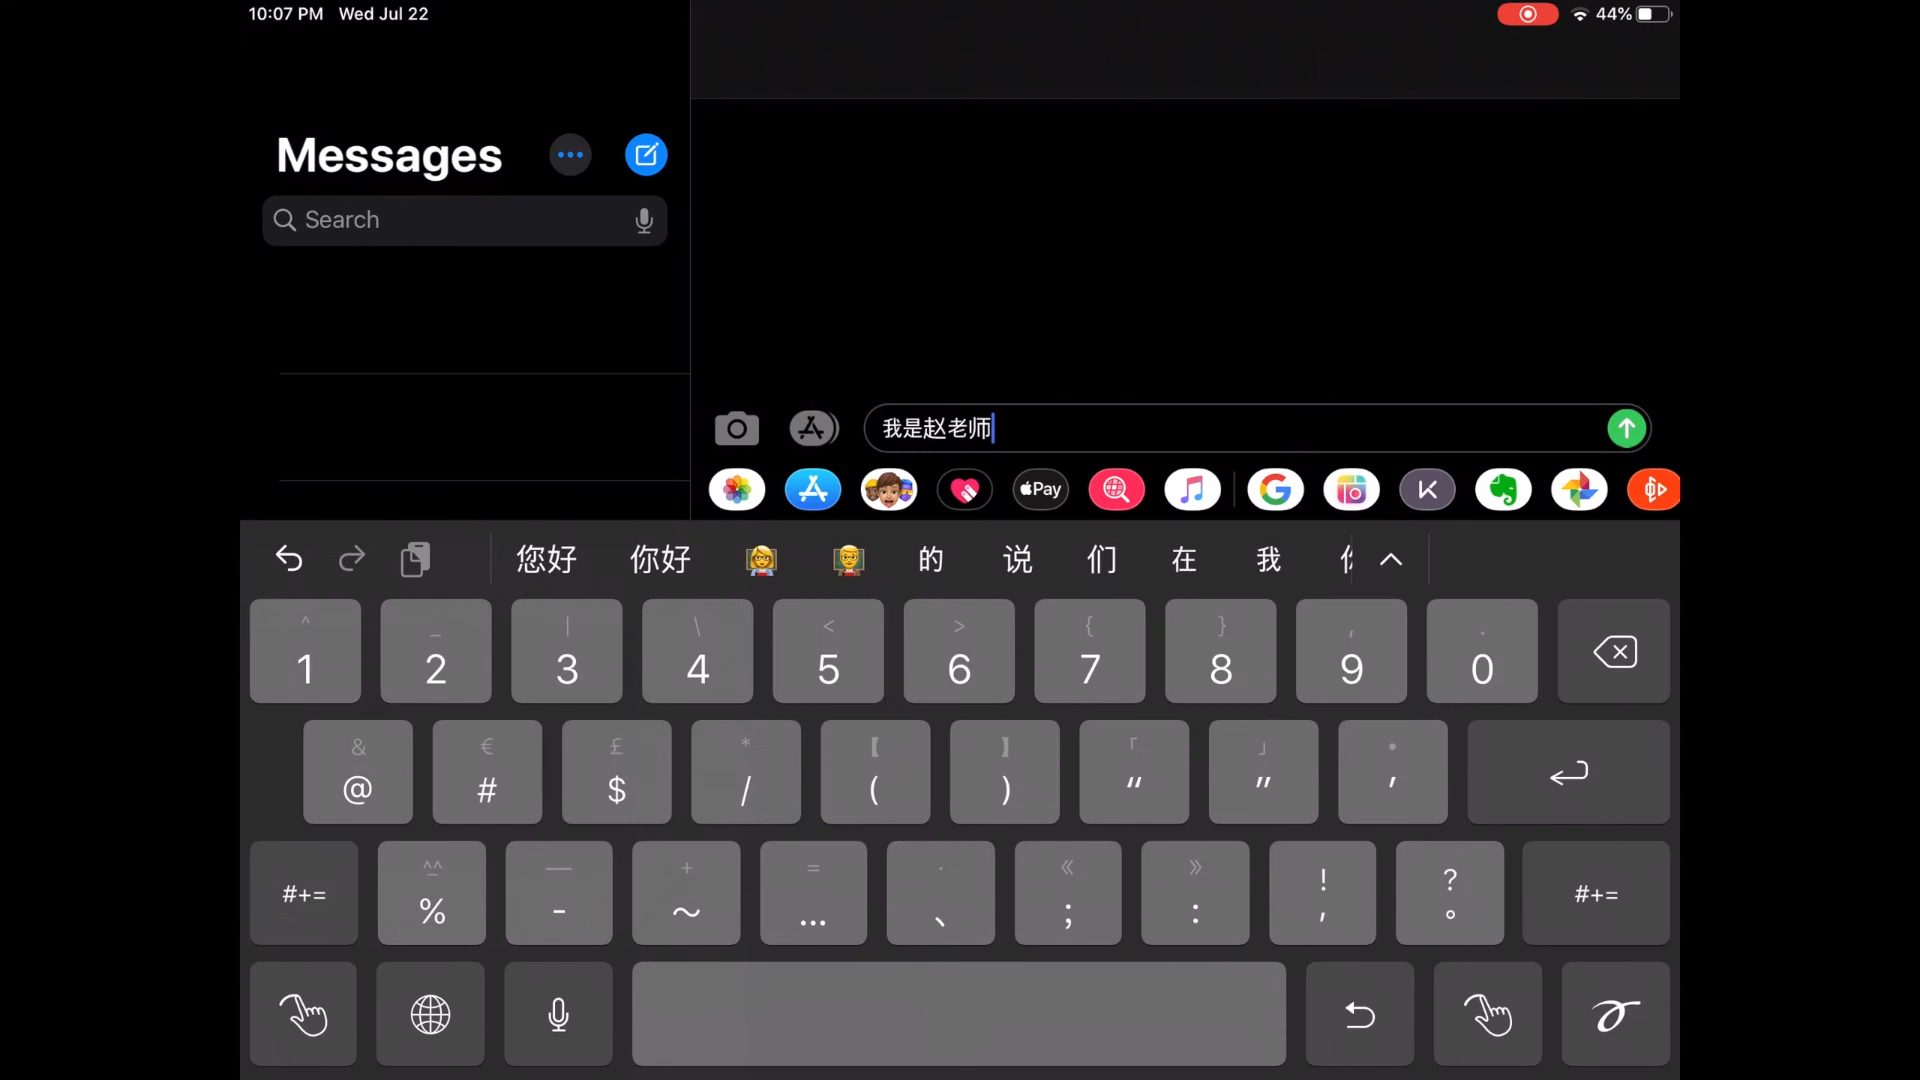 10:07 PM Wed Jul 22
44%
Messages
Search
我是赵老师
Pay
您好 你好 的 说 们 在 我
^ _ | \ < > { } , .
1 2 3 4 5 6 7 8 9 0
& € £ * 【 】 「 」 •
@ # $ / ( ) “ ” ’
^^ — + = · « » ! ?
#+= % - ~ ... 、 ; : , 。 #+=